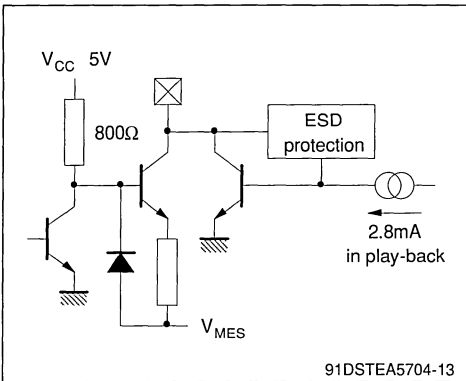 VCC 5V
800Ω
ESD
protection
2.8mA
in play-back
VMES
91DSTEA5704-13